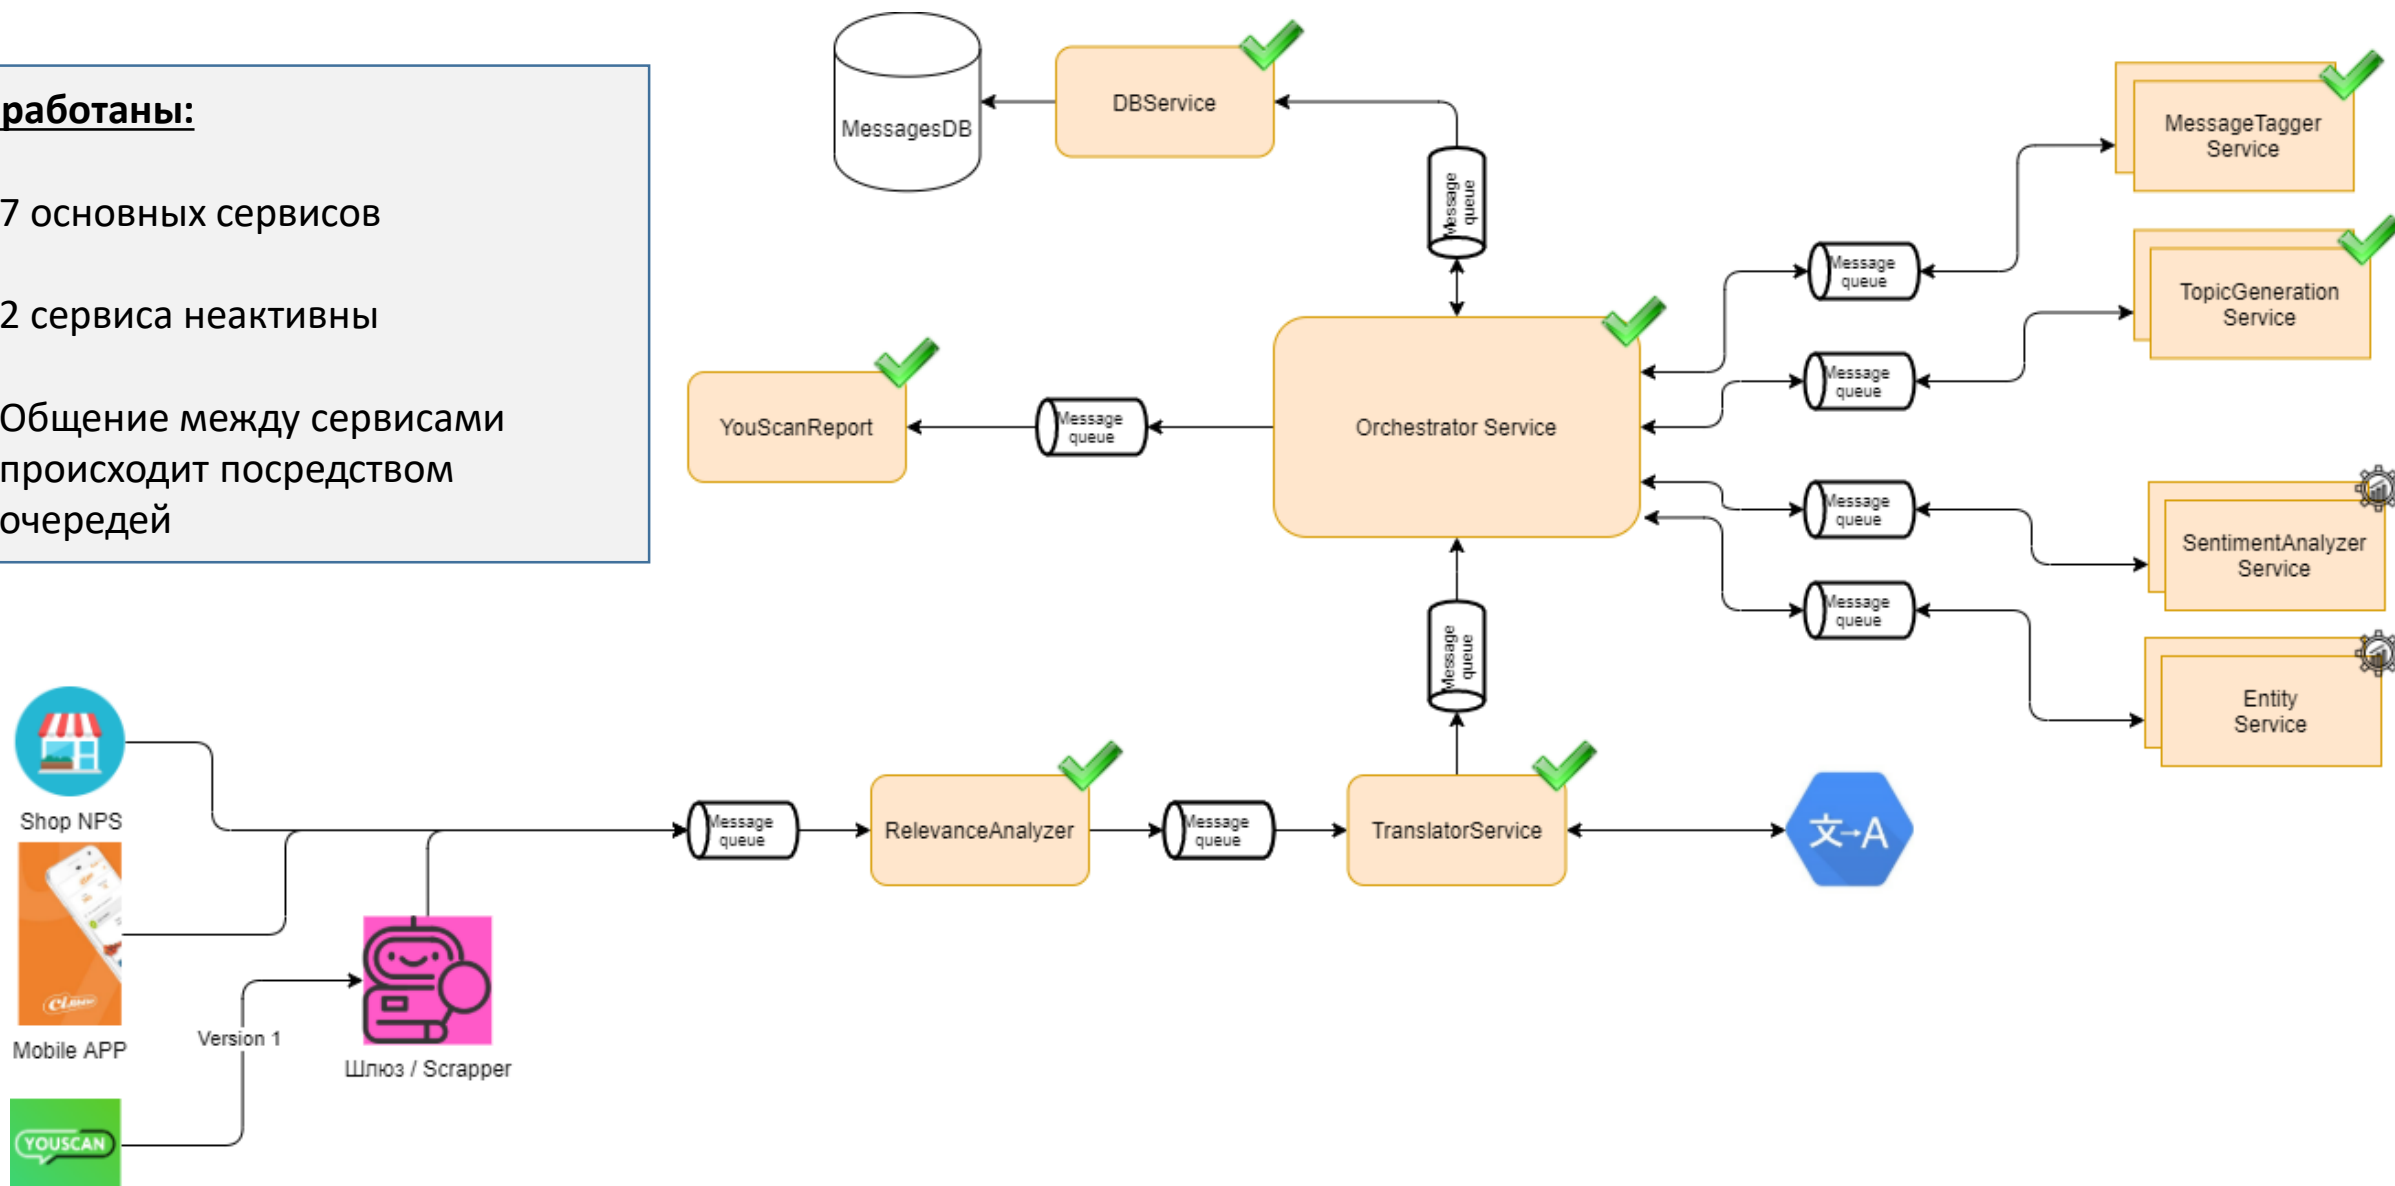 работаны:
7 основных сервисов
2 сервиса неактивны
Общение между сервисами
происходит посредством
очередей
MessagesDB
DBService
Message
queue
MessageTagger
Service
Message
queue
TopicGeneration
Service
Message
queue
YouScanReport
Message
queue
Orchestrator Service
Message
queue
SentimentAnalyzer
Service
Message
queue
Entity
Service
Message
queue
Shop NPS
Message
queue
RelevanceAnalyzer
Message
queue
TranslatorService
文→A
Mobile APP
Version 1
Шлюз / Scrapper
YOUSCAN